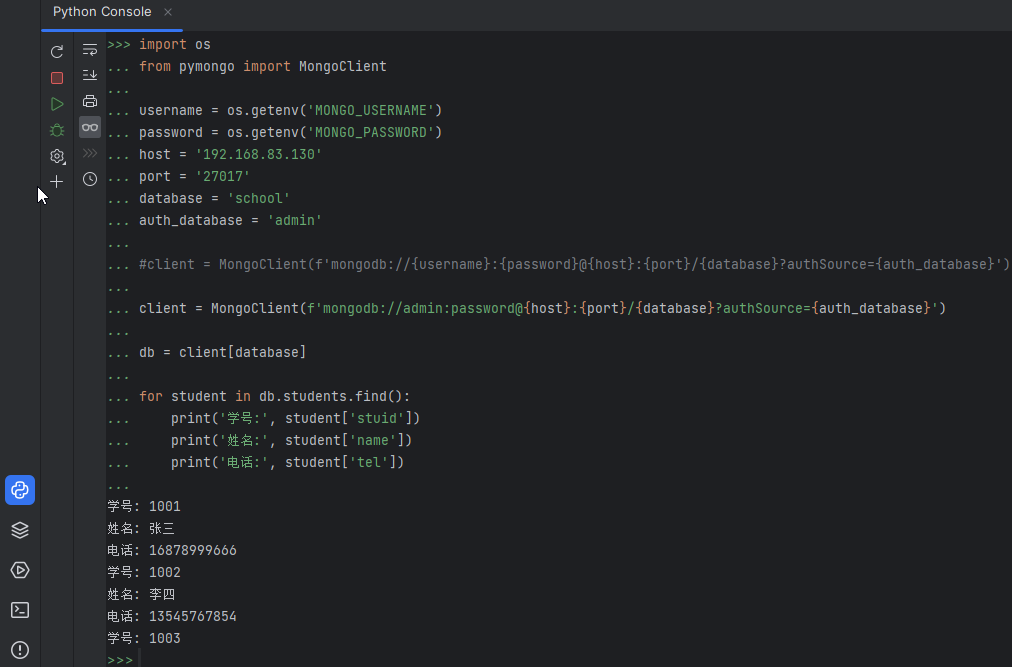 Python Console
>>> import os
... from pymongo import MongoClient
...
... username = os.getenv('MONGO_USERNAME')
... password = os.getenv('MONGO_PASSWORD')
... host = '192.168.83.130'
... port = '27017'
... database = 'school'
... auth_database = 'admin'
...
... #client = MongoClient(f'mongodb://{username}:{password}@{host}:{port}/{database}?authSource={auth_database}')
...
... client = MongoClient(f'mongodb://admin:password@{host}:{port}/{database}?authSource={auth_database}')
...
... db = client[database]
...
... for student in db.students.find():
...     print('学号:', student['stuid'])
...     print('姓名:', student['name'])
...     print('电话:', student['tel'])
...
学号: 1001
姓名: 张三
电话: 16878999666
学号: 1002
姓名: 李四
电话: 13545767854
学号: 1003
>>>